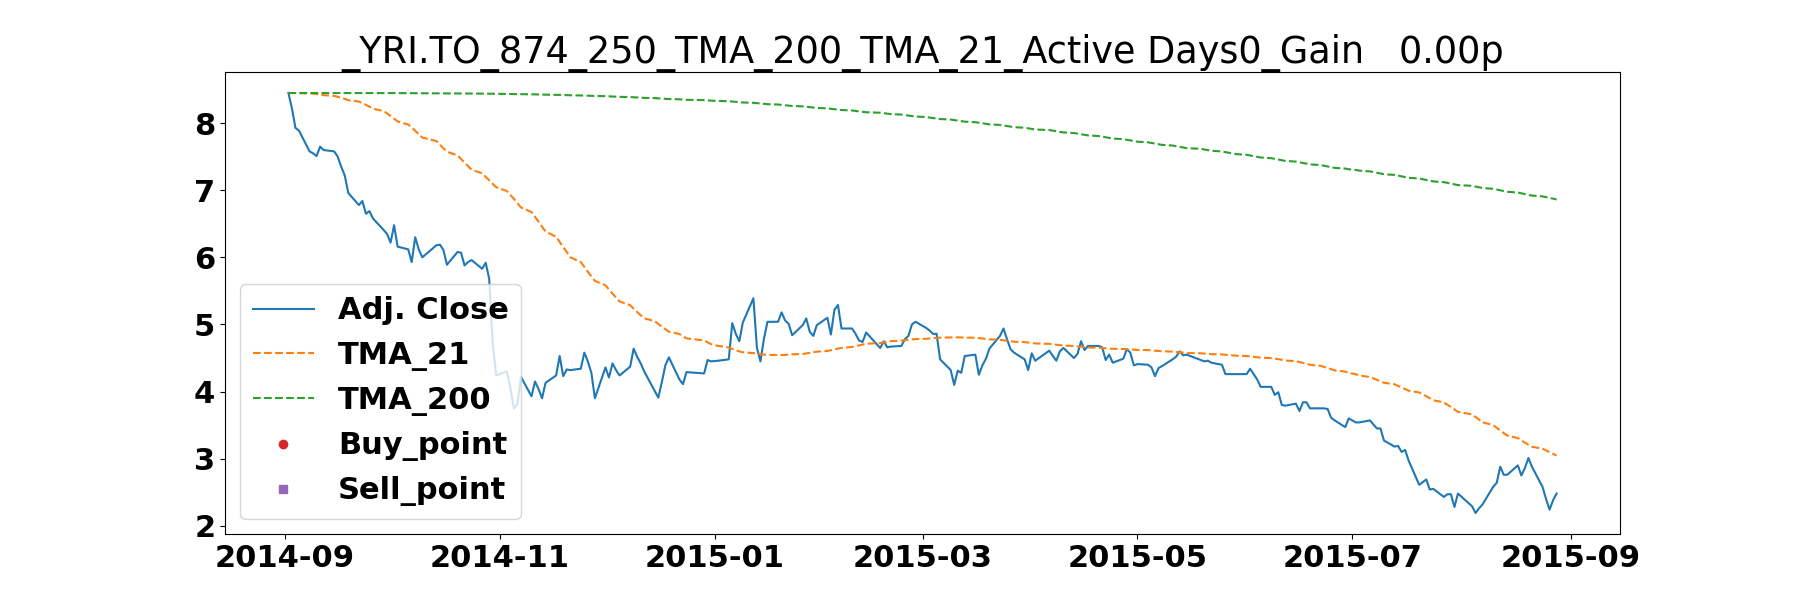 _YRI.TO_874_250_TMA_200_TMA_21_Active Days0_Gain   0.00p
8
7
6
5
4
3
2
Adj. Close
TMA_21
TMA_200
Buy_point
Sell_point
2014-09 2014-11 2015-01 2015-03 2015-05 2015-07 2015-09